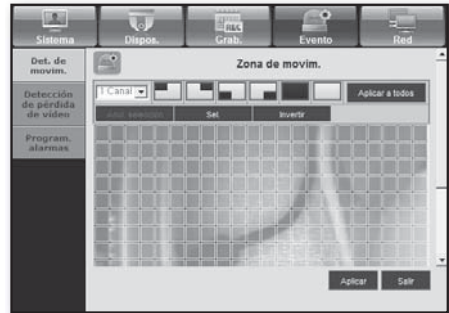 Sistema
Dispos.
Grab.
Evento
Red
REC
Det. de
movim.
Detección
de pérdida
de vídeo
Program.
alarmas
Zona de movim.
1 Canal
Aplicar a todos
Sel.
Invertir
Aplicar
Salir